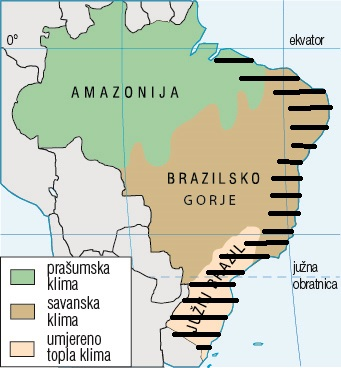 0°
ekvator
AMAZONIJA
BRAZILSKO
GORJE
JUŽNI BRAZIL
južna
obratnica
prašumska
klima
savanska
klima
umjereno
topla klima